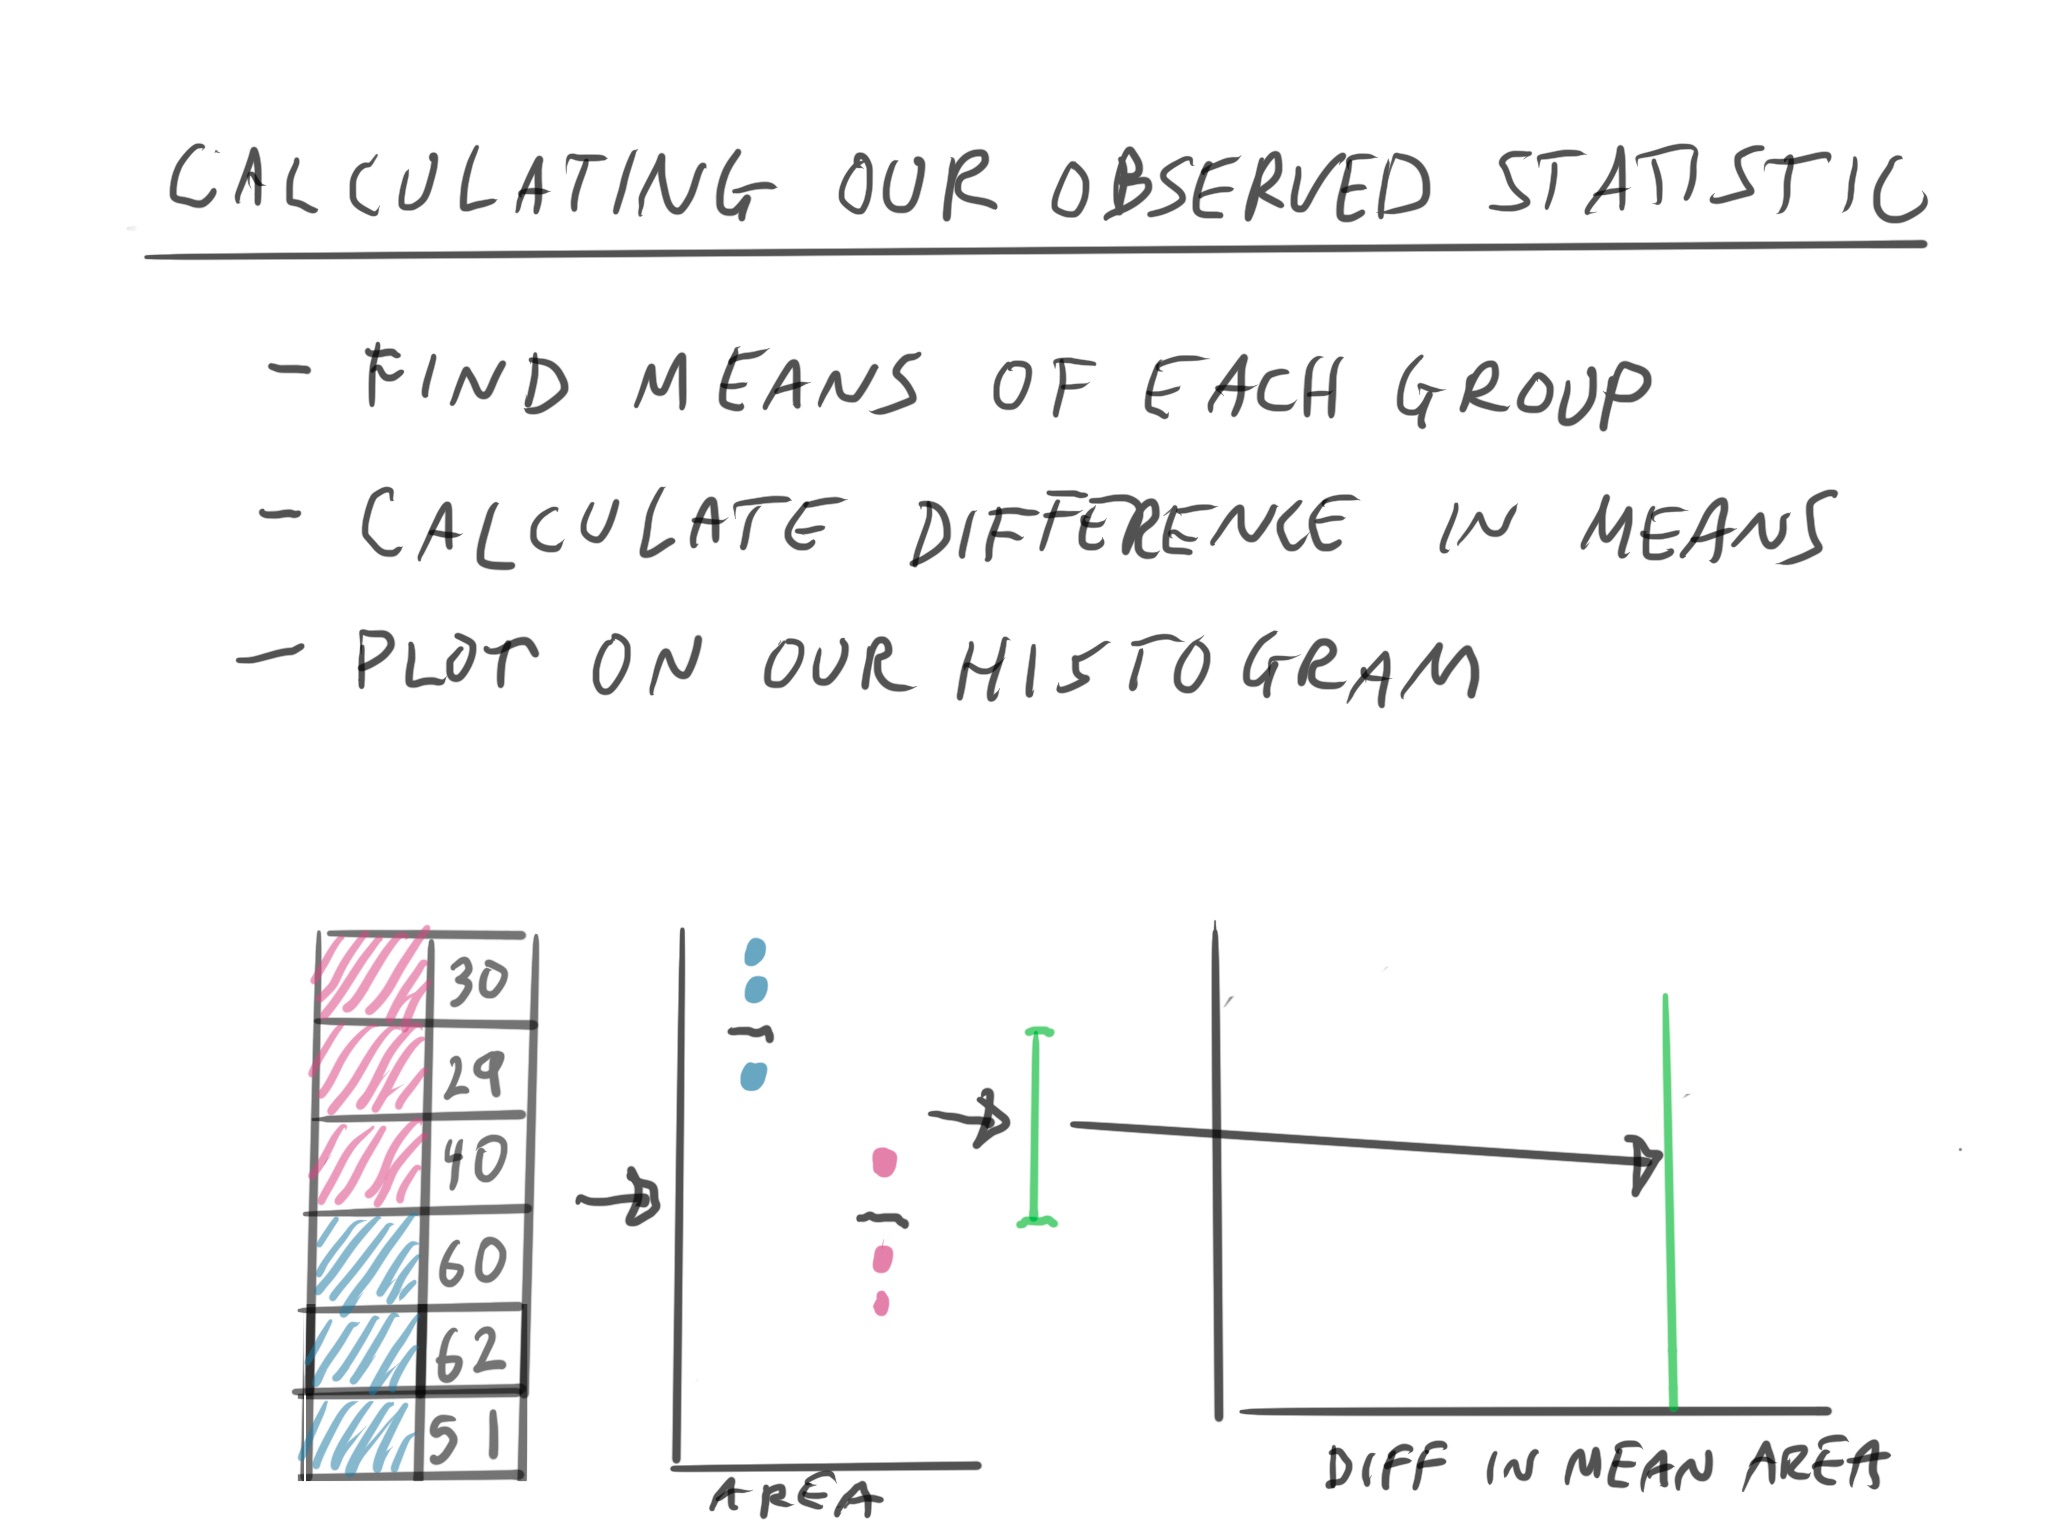 CALCULATING OUR OBSERVED STATISTIC
- FIND MEANS OF EACH GROUP
- CALCULATE DIFFERENCE IN MEANS
- PLOT ON OUR HISTOGRAM
30
29
40
60
62
51
AREA
DIFF IN MEAN AREA